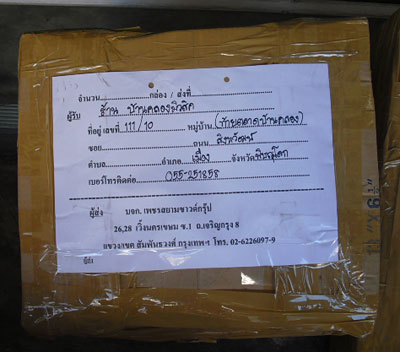 จำนวน....................กล่อง / ส่งที่....................
ผู้รับ ร้าน บ้านคลองมิวสิค
ที่อยู่ เลขที่ 111/10 หมู่บ้าน (ท้ายตลาดบ้านคลอง)
ซอย ถนน สิงหวัฒน์
ตำบล อำเภอ เมือง จังหวัด พิษณุโลก
เบอร์โทรติดต่อ 055-251858
ผู้ส่ง บจก. เพชรสยามซาวด์กรุ๊ป
26,28 เวิ้งนครเขษม ซ.1 ถ.เจริญกรุง 8
แขวง/เขต สัมพันธวงศ์ กรุงเทพฯ โทร. 02-6226097-9